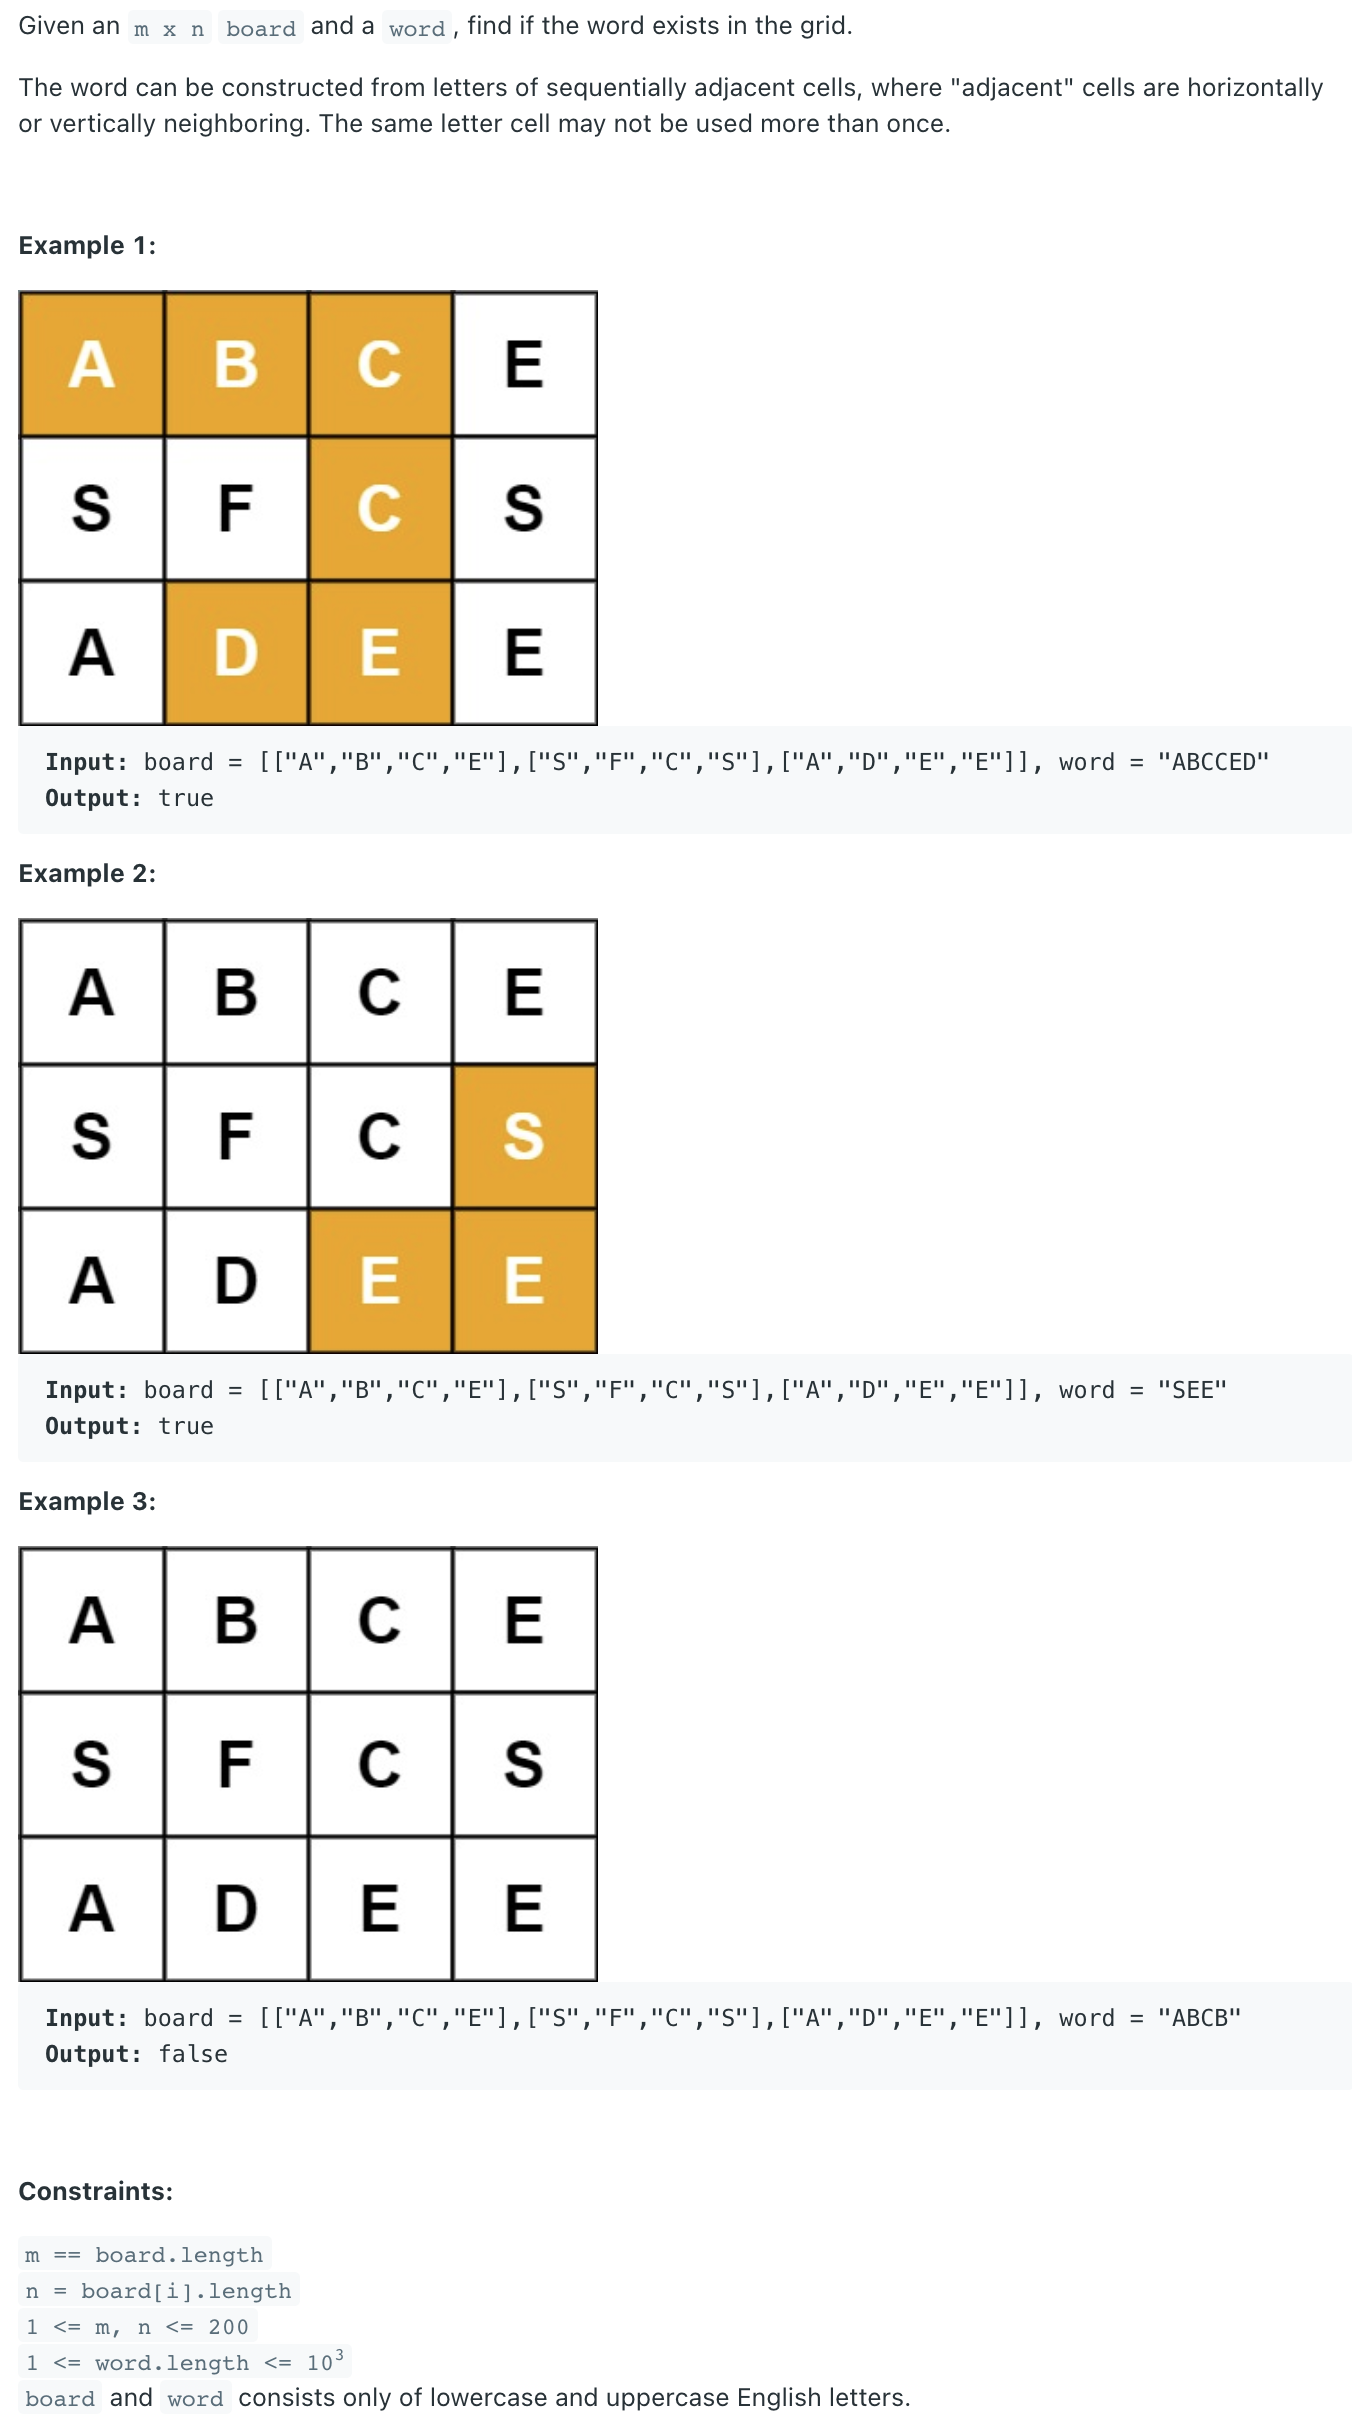 Given an m x n board and a word , find if the word exists in the grid.
The word can be constructed from letters of sequentially adjacent cells, where "adjacent" cells are horizontally
or vertically neighboring. The same letter cell may not be used more than once.
Example 1:
A B C E
S F C S
A D E E
Input: board = [["A","B","C","E"],["S","F","C","S"],["A","D","E","E"]], word = "ABCCED"
Output: true
Example 2:
A B C E
S F C S
A D E E
Input: board = [["A","B","C","E"],["S","F","C","S"],["A","D","E","E"]], word = "SEE"
Output: true
Example 3:
A B C E
S F C S
A D E E
Input: board = [["A","B","C","E"],["S","F","C","S"],["A","D","E","E"]], word = "ABCB"
Output: false
Constraints:
m == board.length
n = board[i].length
1 <= m, n <= 200
1 <= word.length <= 10³
board and word consists only of lowercase and uppercase English letters.